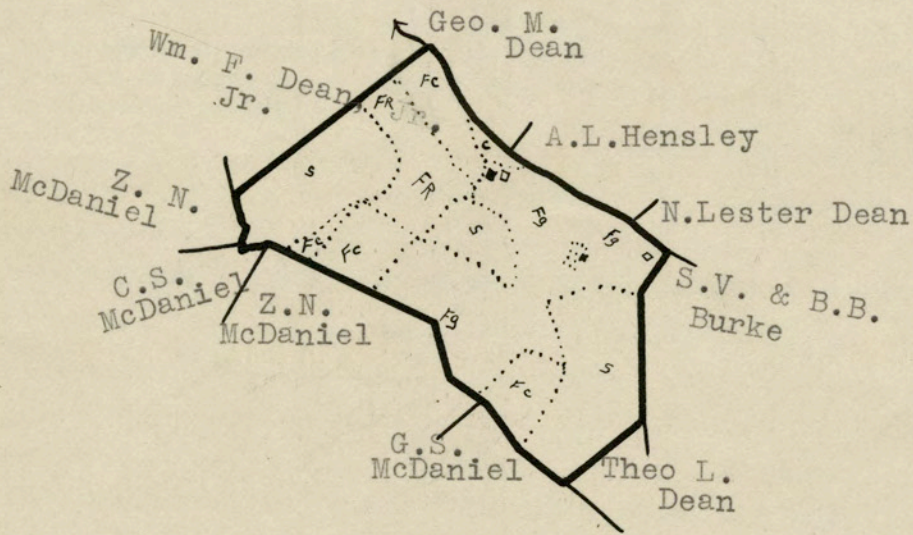 Geo. M.
Dean
Wm. F. Dean, Jr.
Jr.
Fc
FR
A.L.Hensley
c
S
FR
Z. N.
McDaniel
Fg
N.Lester Dean
S
Fg
Fc
Fc
C.S.
McDaniel
S.V. & B.B.
Burke
Z.N.
McDaniel
Fg
S
Fc
G.S.
McDaniel
Theo L.
Dean